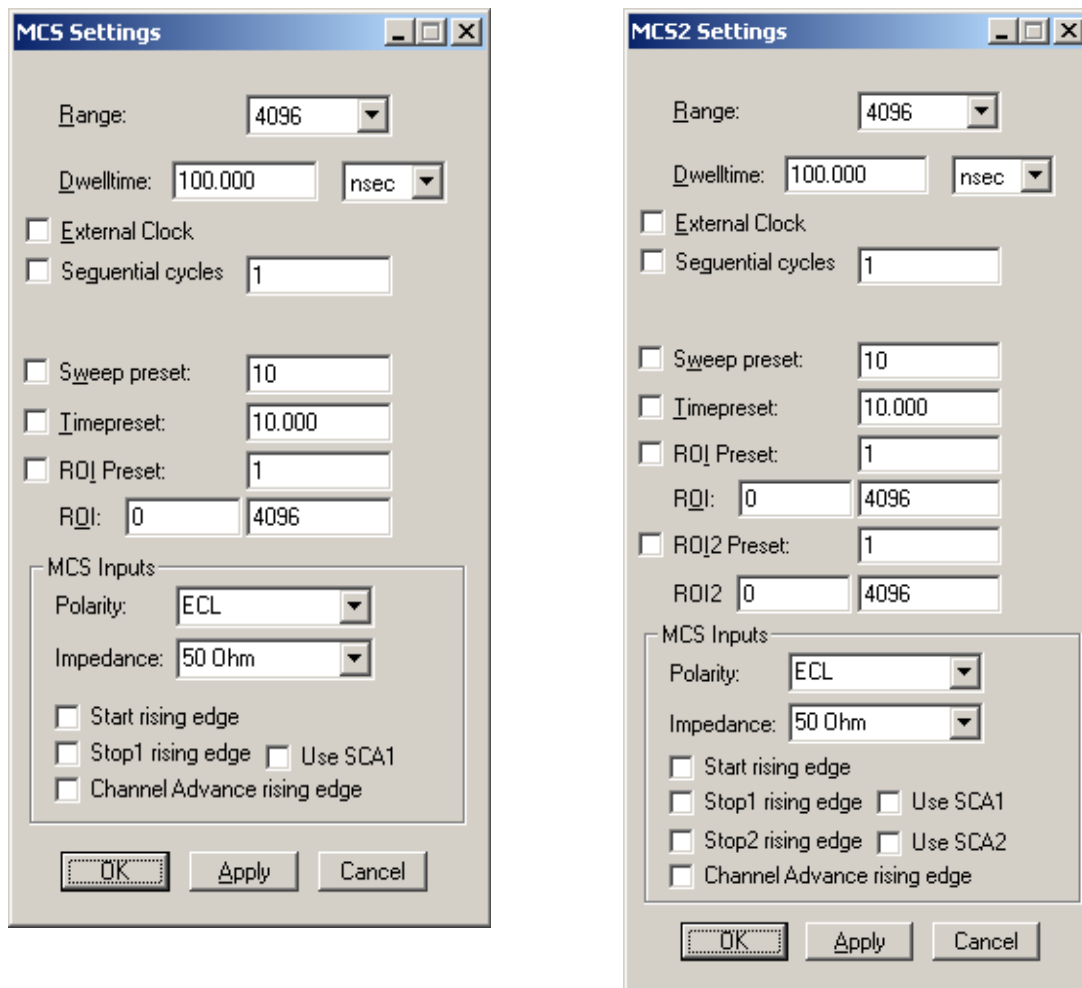 MCS Settings
Range: 4096
Dwelltime: 100.000 nsec
External Clock
Seguential cycles 1
Sweep preset: 10
Timepreset: 10.000
ROI Preset: 1
ROI: 0 4096
MCS Inputs
Polarity: ECL
Impedance: 50 Ohm
Start rising edge
Stop1 rising edge Use SCA1
Channel Advance rising edge
OK Apply Cancel
MCS2 Settings
Range: 4096
Dwelltime: 100.000 nsec
External Clock
Seguential cycles 1
Sweep preset: 10
Timepreset: 10.000
ROI Preset: 1
ROI: 0 4096
ROI2 Preset: 1
ROI2 0 4096
MCS Inputs
Polarity: ECL
Impedance: 50 Ohm
Start rising edge
Stop1 rising edge Use SCA1
Stop2 rising edge Use SCA2
Channel Advance rising edge
OK Apply Cancel